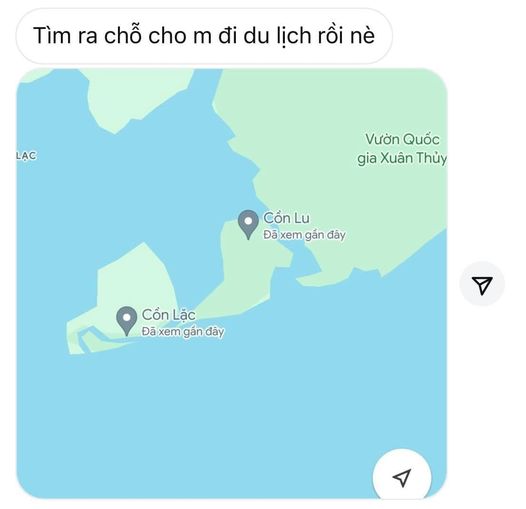 Tìm ra chỗ cho m đi du lịch rồi nè
Vườn Quốc
gia Xuân Thủy
LẠC
Cồn Lu
Đã xem gần đây
Cồn Lặc
Đã xem gần đây